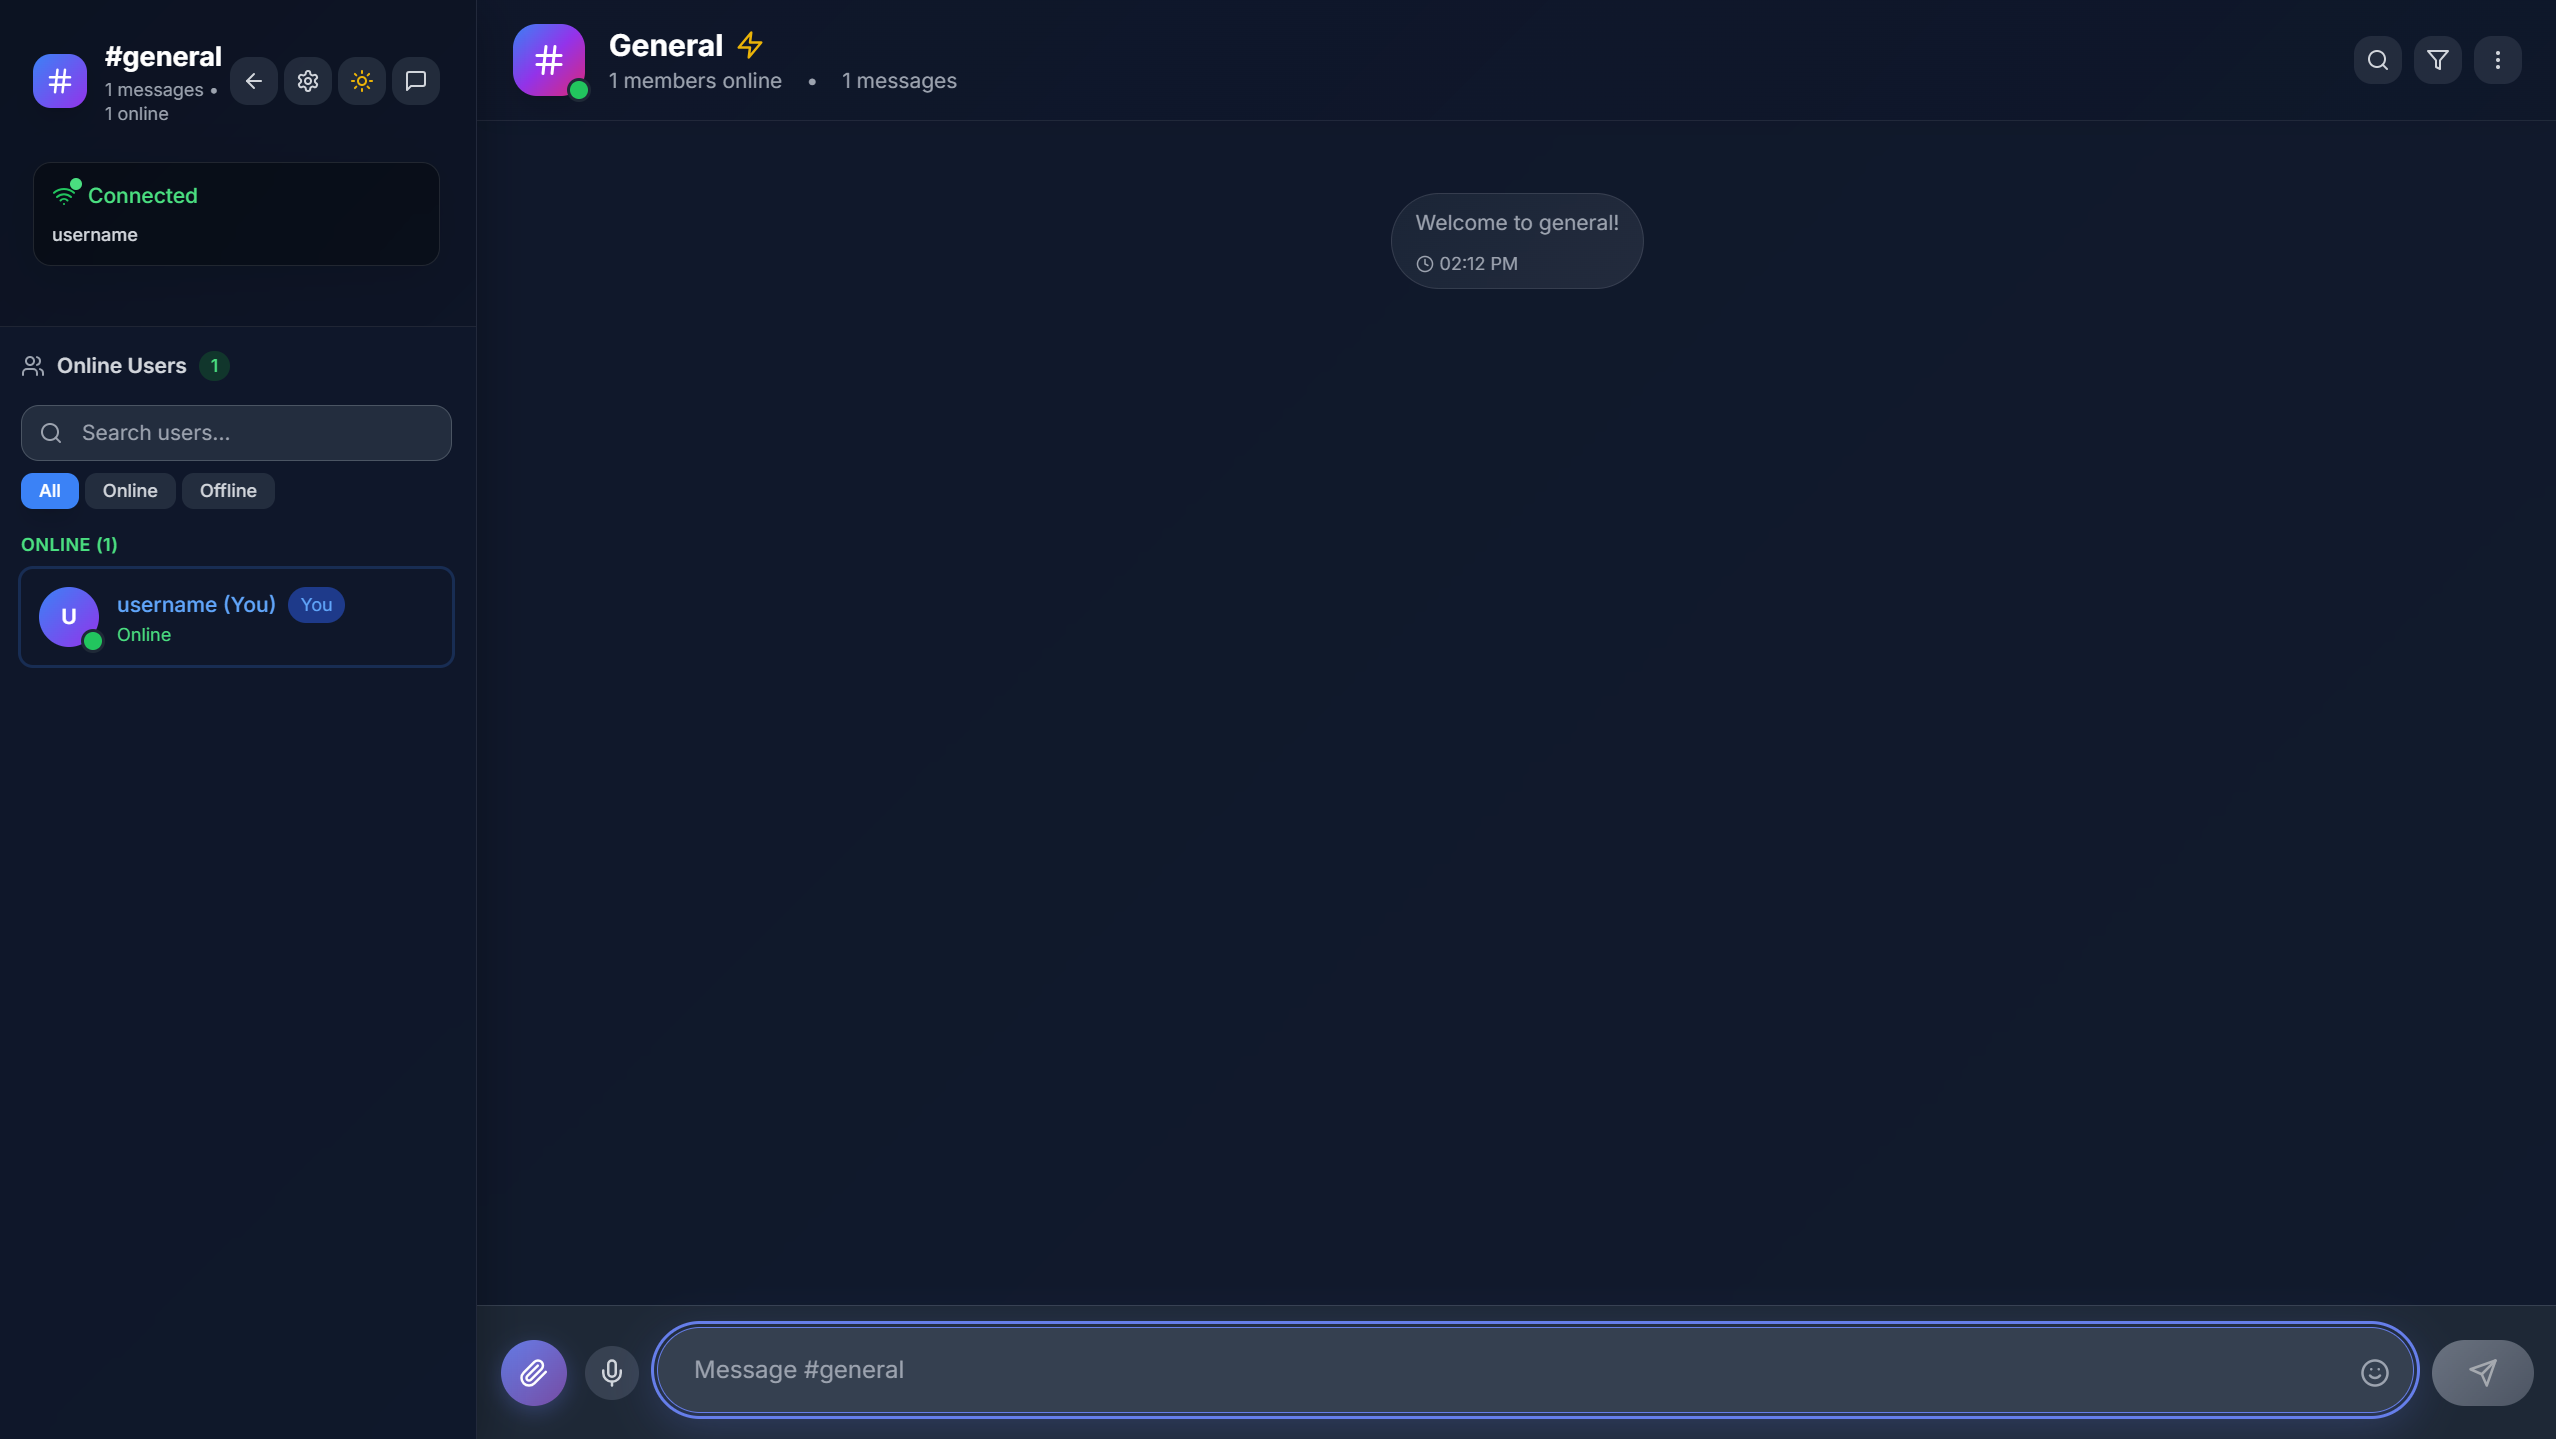 #general
1 messages •
1 online
Connected
username
Online Users 1
Search users...
All Online Offline
ONLINE (1)
U
username (You) You
Online
General
1 members online • 1 messages
Welcome to general!
02:12 PM
Message #general